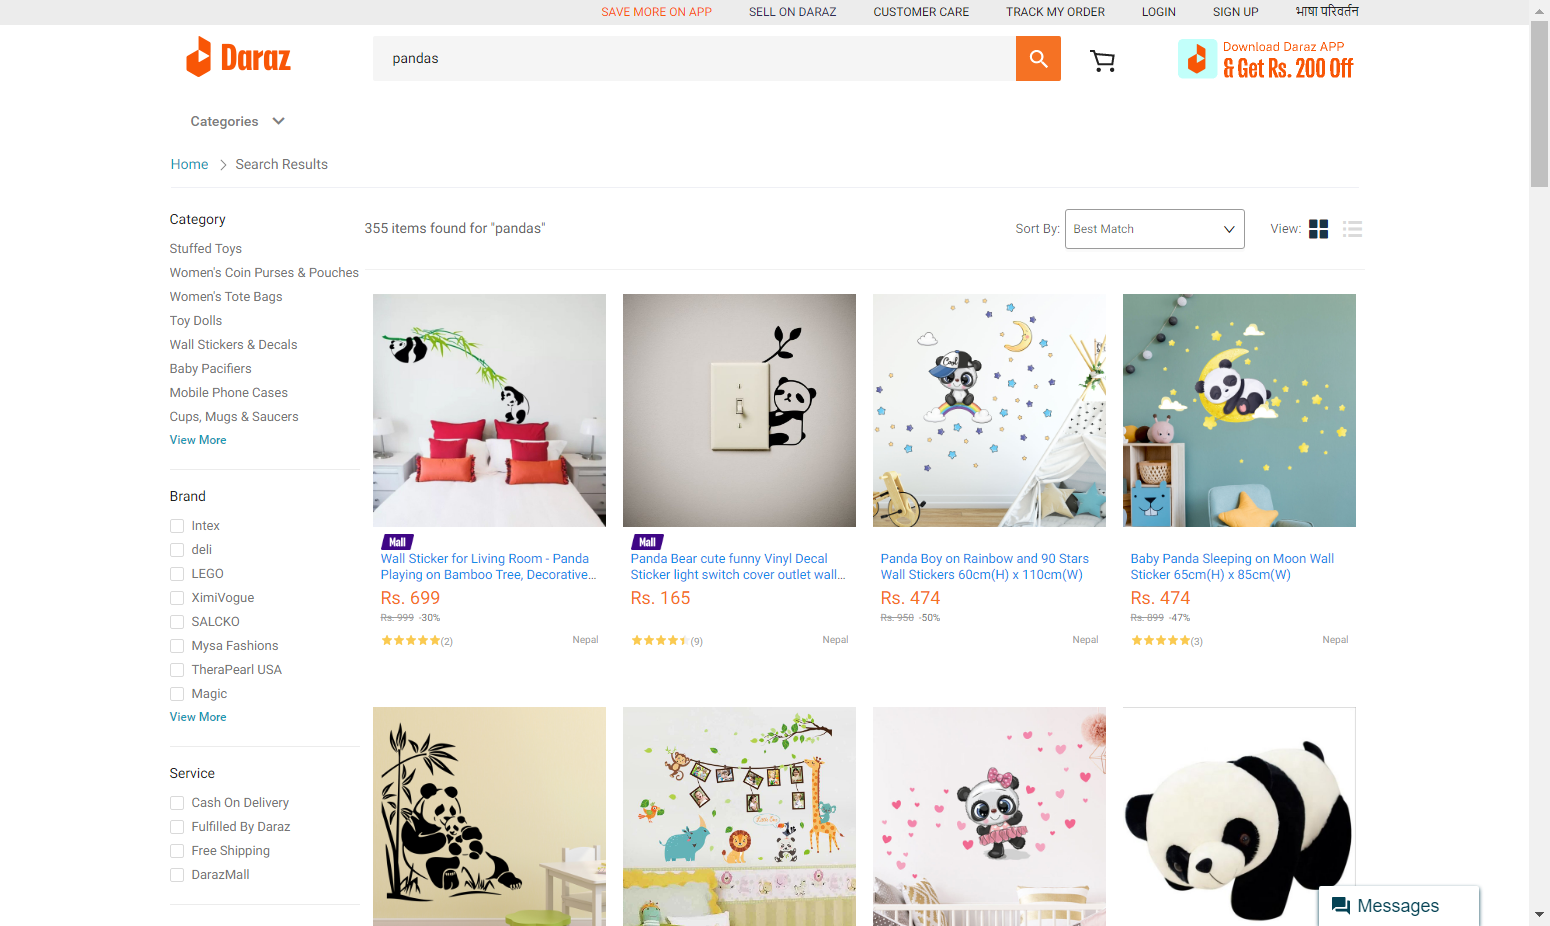 SAVE MORE ON APP
SELL ON DARAZ
CUSTOMER CARE
TRACK MY ORDER
LOGIN
SIGN UP
भाषा परिवर्तन
Daraz
pandas
Download Daraz APP
& Get Rs. 200 Off
Categories
Home
Search Results
Category
Stuffed Toys
Women's Coin Purses & Pouches
Women's Tote Bags
Toy Dolls
Wall Stickers & Decals
Baby Pacifiers
Mobile Phone Cases
Cups, Mugs & Saucers
View More
Brand
Intex
deli
LEGO
XimiVogue
SALCKO
Mysa Fashions
TheraPearl USA
Magic
View More
Service
Cash On Delivery
Fulfilled By Daraz
Free Shipping
DarazMall
355 items found for "pandas"
Sort By:
Best Match
View:
Mall
Wall Sticker for Living Room - Panda
Playing on Bamboo Tree, Decorative...
Rs. 699
Rs. 999 -30%
(2)
Nepal
Mall
Panda Bear cute funny Vinyl Decal
Sticker light switch cover outlet wall...
Rs. 165
(9)
Nepal
Cool
Panda Boy on Rainbow and 90 Stars
Wall Stickers 60cm(H) x 110cm(W)
Rs. 474
Rs. 950 -50%
Nepal
Baby Panda Sleeping on Moon Wall
Sticker 65cm(H) x 85cm(W)
Rs. 474
Rs. 899 -47%
(3)
Nepal
Messages